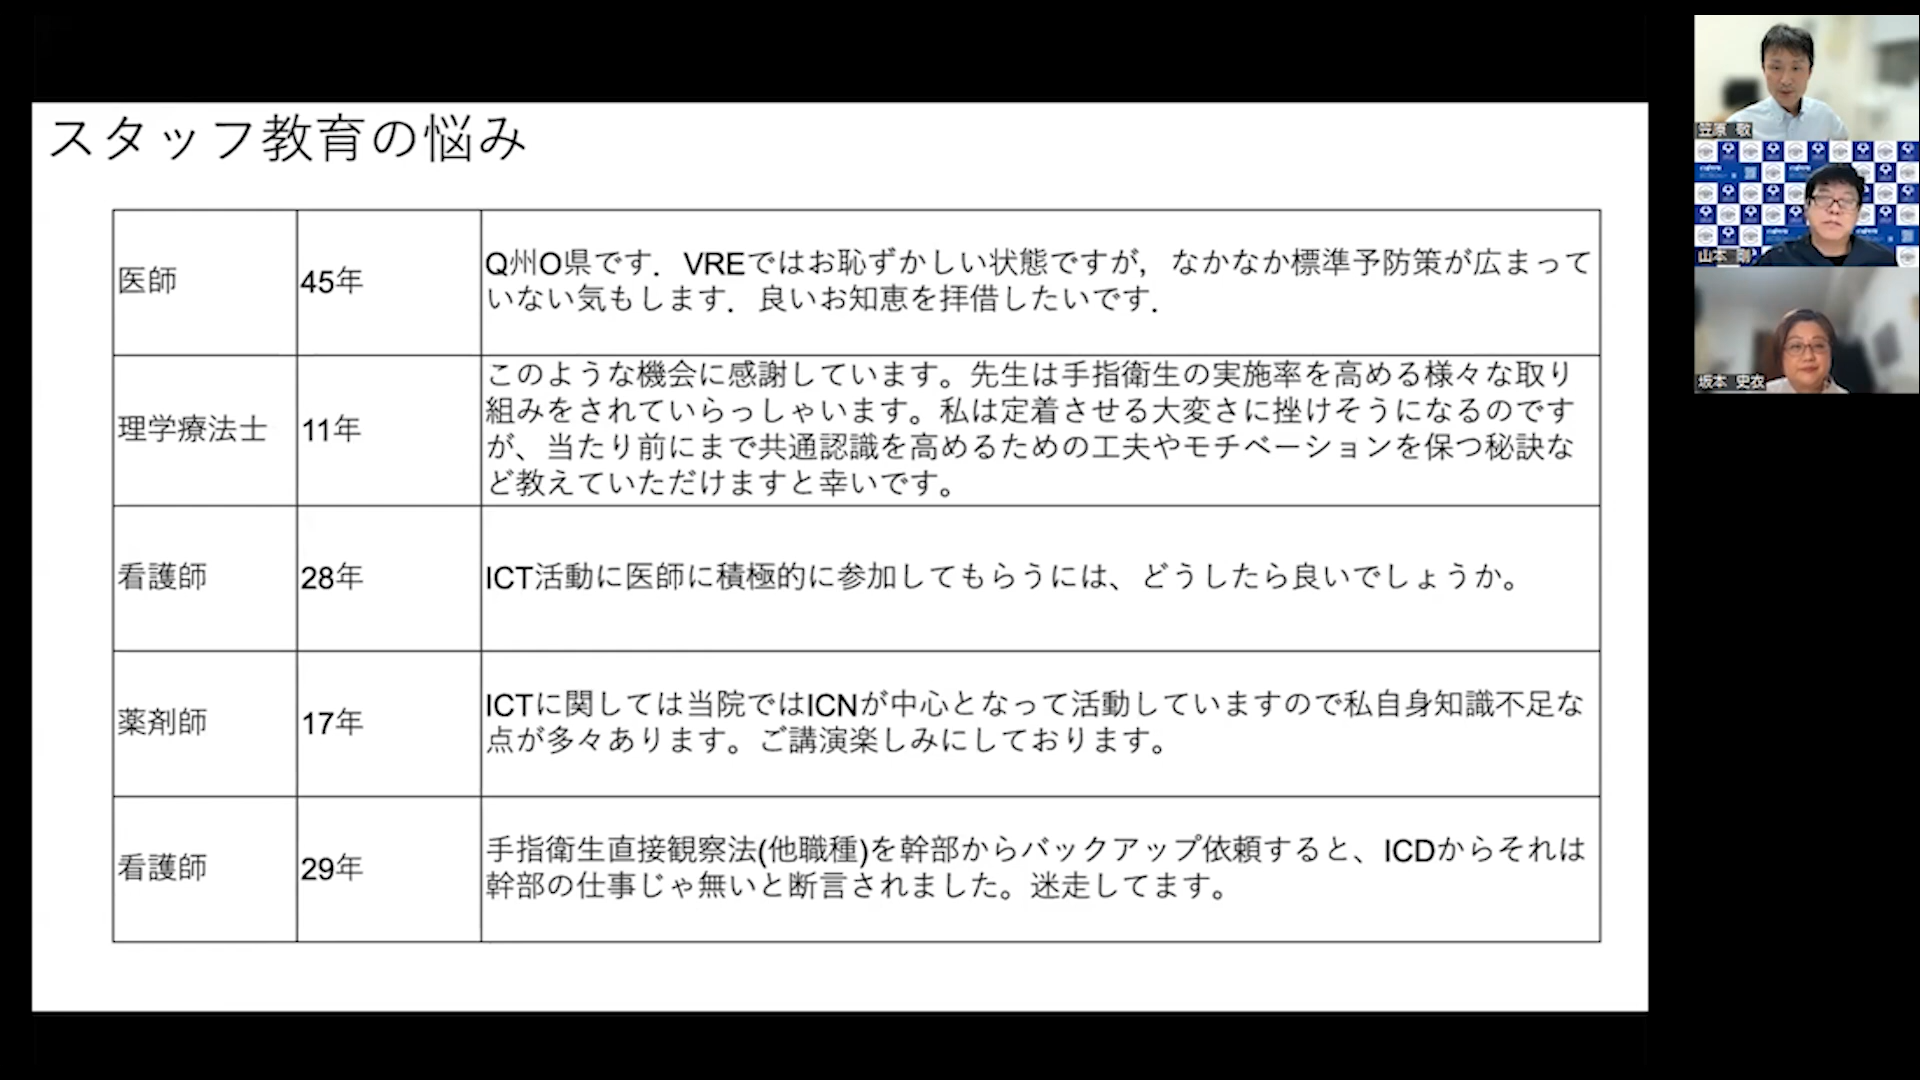 スタッフ教育の悩み
医師
45年
Q州O県です．VREではお恥ずかしい状態ですが，なかなか標準予防策が広まって
いない気もします．良いお知恵を拝借したいです．
理学療法士
11年
このような機会に感謝しています。先生は手指衛生の実施率を高める様々な取り
組みをされていらっしゃいます。私は定着させる大変さに挫けそうになるのです
が、当たり前にまで共通認識を高めるための工夫やモチベーションを保つ秘訣な
ど教えていただけますと幸いです。
看護師
28年
ICT活動に医師に積極的に参加してもらうには、どうしたら良いでしょうか。
薬剤師
17年
ICTに関しては当院ではICNが中心となって活動していますので私自身知識不足な
点が多々あります。ご講演楽しみにしております。
看護師
29年
手指衛生直接観察法(他職種)を幹部からバックアップ依頼すると、ICDからそれは
幹部の仕事じゃ無いと断言されました。迷走してます。
笠原 敬
山本 剛
坂本 史衣